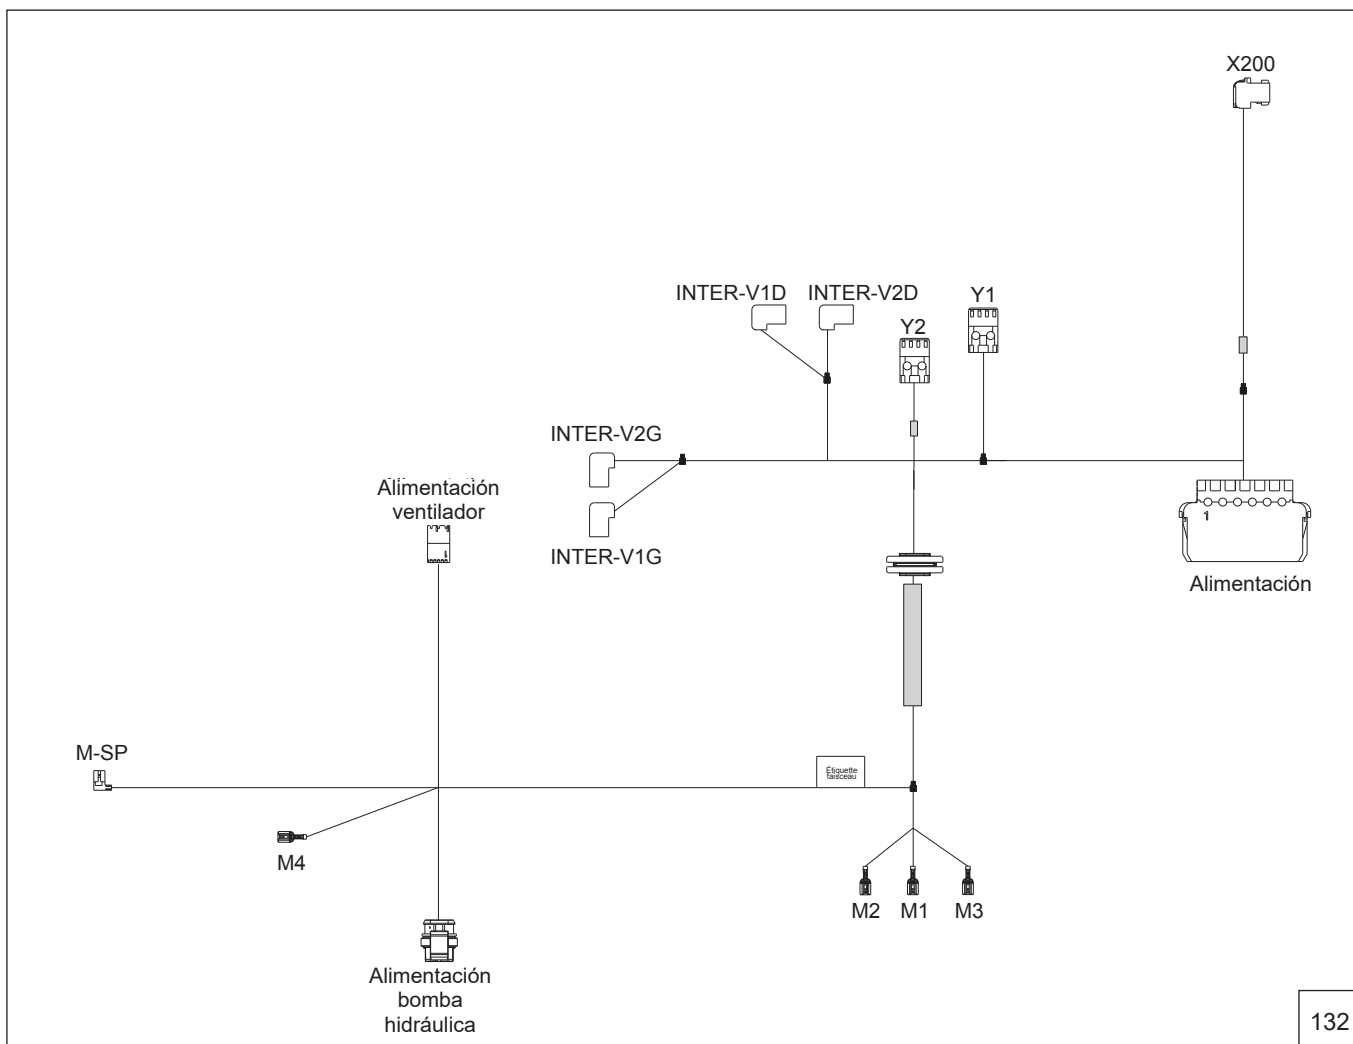 X200
INTER-V1D
INTER-V2D
Y1
Y2
INTER-V2G
Alimentación
ventilador
INTER-V1G
1
Alimentación
M-SP
Étiquette
faisceau
M4
M2
M1
M3
Alimentación
bomba
hidráulica
132